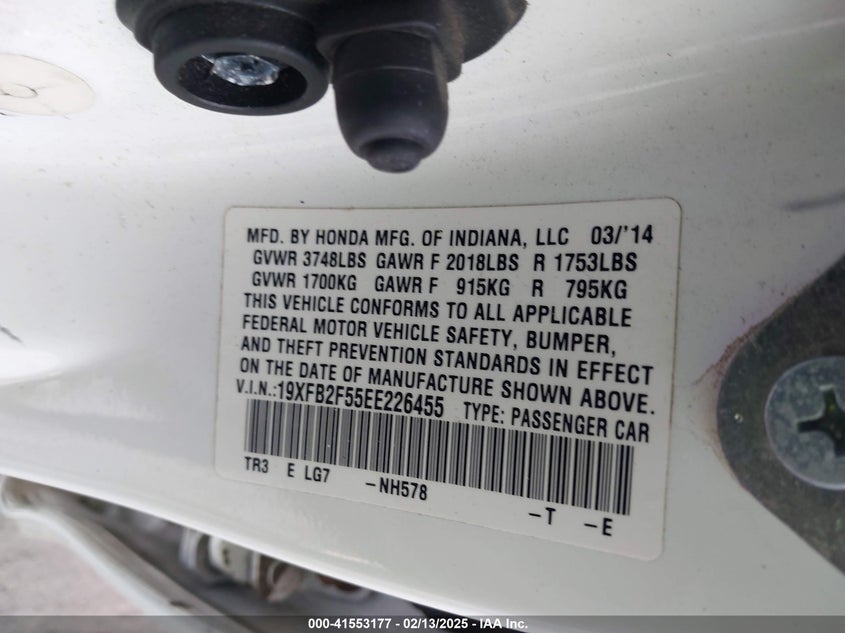 MFD. BY HONDA MFG. OF INDIANA, LLC 03/'14
GVWR 3748LBS GAWR F 2018LBS R 1753LBS
GVWR 1700KG GAWR F 915KG R 795KG
THIS VEHICLE CONFORMS TO ALL APPLICABLE
FEDERAL MOTOR VEHICLE SAFETY, BUMPER,
AND THEFT PREVENTION STANDARDS IN EFFECT
ON THE DATE OF MANUFACTURE SHOWN ABOVE.
V.I.N.:19XFB2F55EE226455 TYPE: PASSENGER CAR
TR3 E LG7 -NH578 -T -E
000-41553177 - 02/13/2025 - IAA Inc.